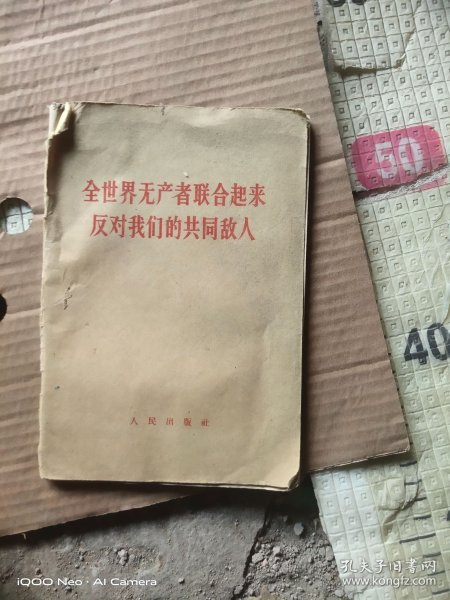 全世界无产者联合起来
反对我们的共同敌人
人民出版社
50
40
iQOO Neo · AI Camera
孔夫子旧书网
www.kongfz.com